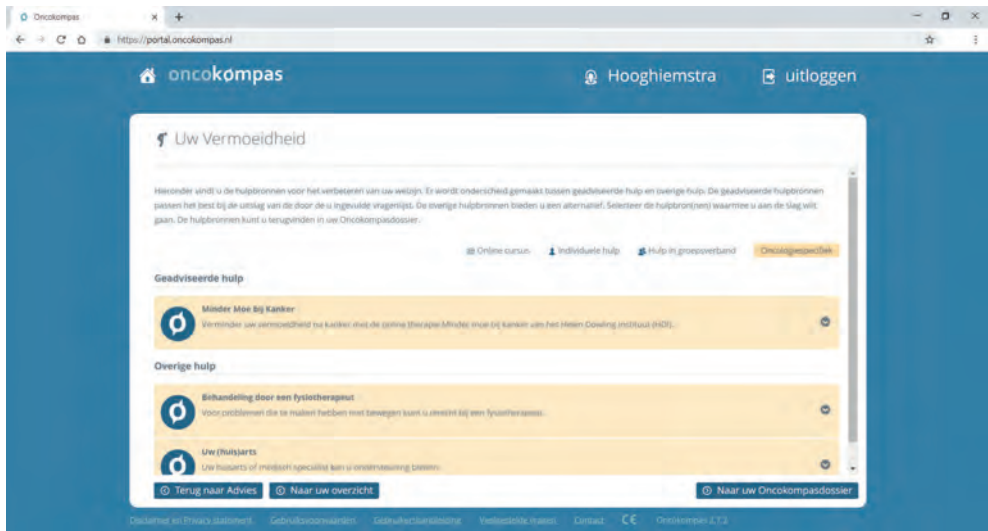 Oncokompas
https://portal.oncokompas.nl
oncokompas
Hooghiemstra
uitloggen
Uw Vermoeidheid
Hieronder vindt u de hulpbronnen voor het verbeteren van uw welzijn. Er wordt onderscheid gemaakt tussen geadviseerde hulp en overige hulp. De geadviseerde hulpbronnen
passen het best bij de uitslag van de door de u ingevulde vragenlijst. De overige hulpbronnen bieden u een alternatief. Selecteer de hulpbron(nen) waarmee u aan de slag wilt
gaan. De hulpbronnen kunt u terugvinden in uw Oncokompasdossier.
Online cursus
Individuele hulp
Hulp in groepsverband
Oncologiespecifiek
Geadviseerde hulp
Minder Moe Bij Kanker
Verminder uw vermoeidheid na kanker met de online therapie Minder moe bij kanker van het Helen Dowling Instituut (HDI).
Overige hulp
Behandeling door een fysiotherapeut
Voor problemen die te maken hebben met bewegen kunt u terecht bij een fysiotherapeut.
Uw (huis)arts
Uw huisarts of medisch specialist kan u ondersteuning bieden.
Terug naar Advies
Naar uw overzicht
Naar uw Oncokompasdossier
Disclaimer en Privacy statement
Gebruiksvoorwaarden
Gebruikershandleiding
Veelgestelde vragen
Contact
CE
Oncokompas 2.1.2